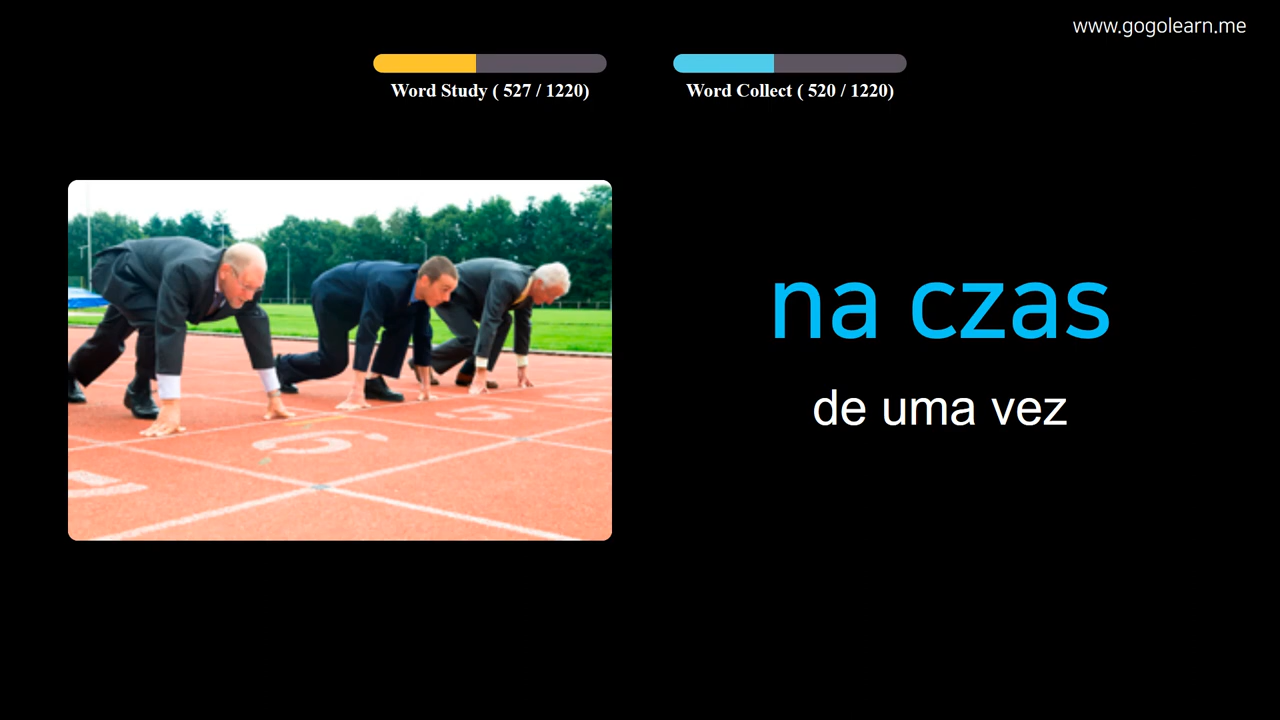 www.gogolearn.me
Word Study ( 527 / 1220)
Word Collect ( 520 / 1220)
na czas
de uma vez